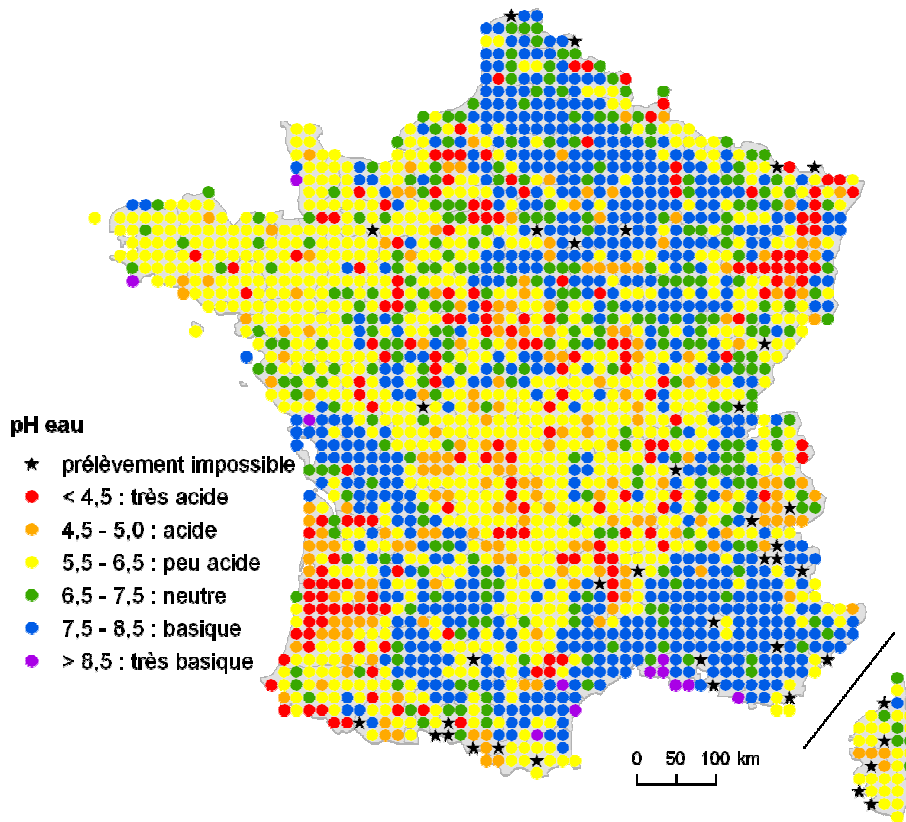 pH eau
prélèvement impossible
< 4,5 : très acide
4,5 - 5,0 : acide
5,5 - 6,5 : peu acide
6,5 - 7,5 : neutre
7,5 - 8,5 : basique
> 8,5 : très basique
0 50 100 km